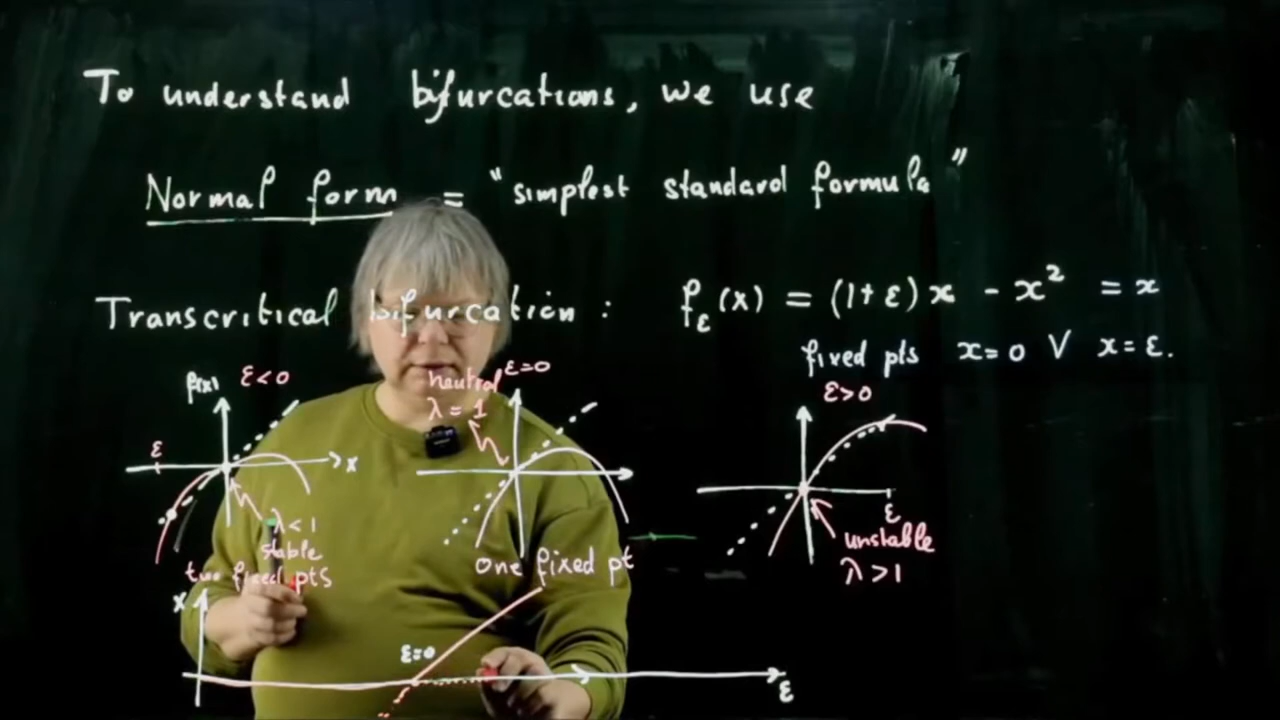 To understand bifurcations, we use
Normal form = "simplest standard formula"
Transcritical bifurcation : fε(x) = (1+ε)x - x² = x
fixed pts x=0 V x=ε.
f(x) ε<0
neutral ε=0
λ = 1
ε>0
ε
x
λ<1
stable
two fixed pts
one fixed pt
ε
unstable
λ>1
x
ε=0
ε